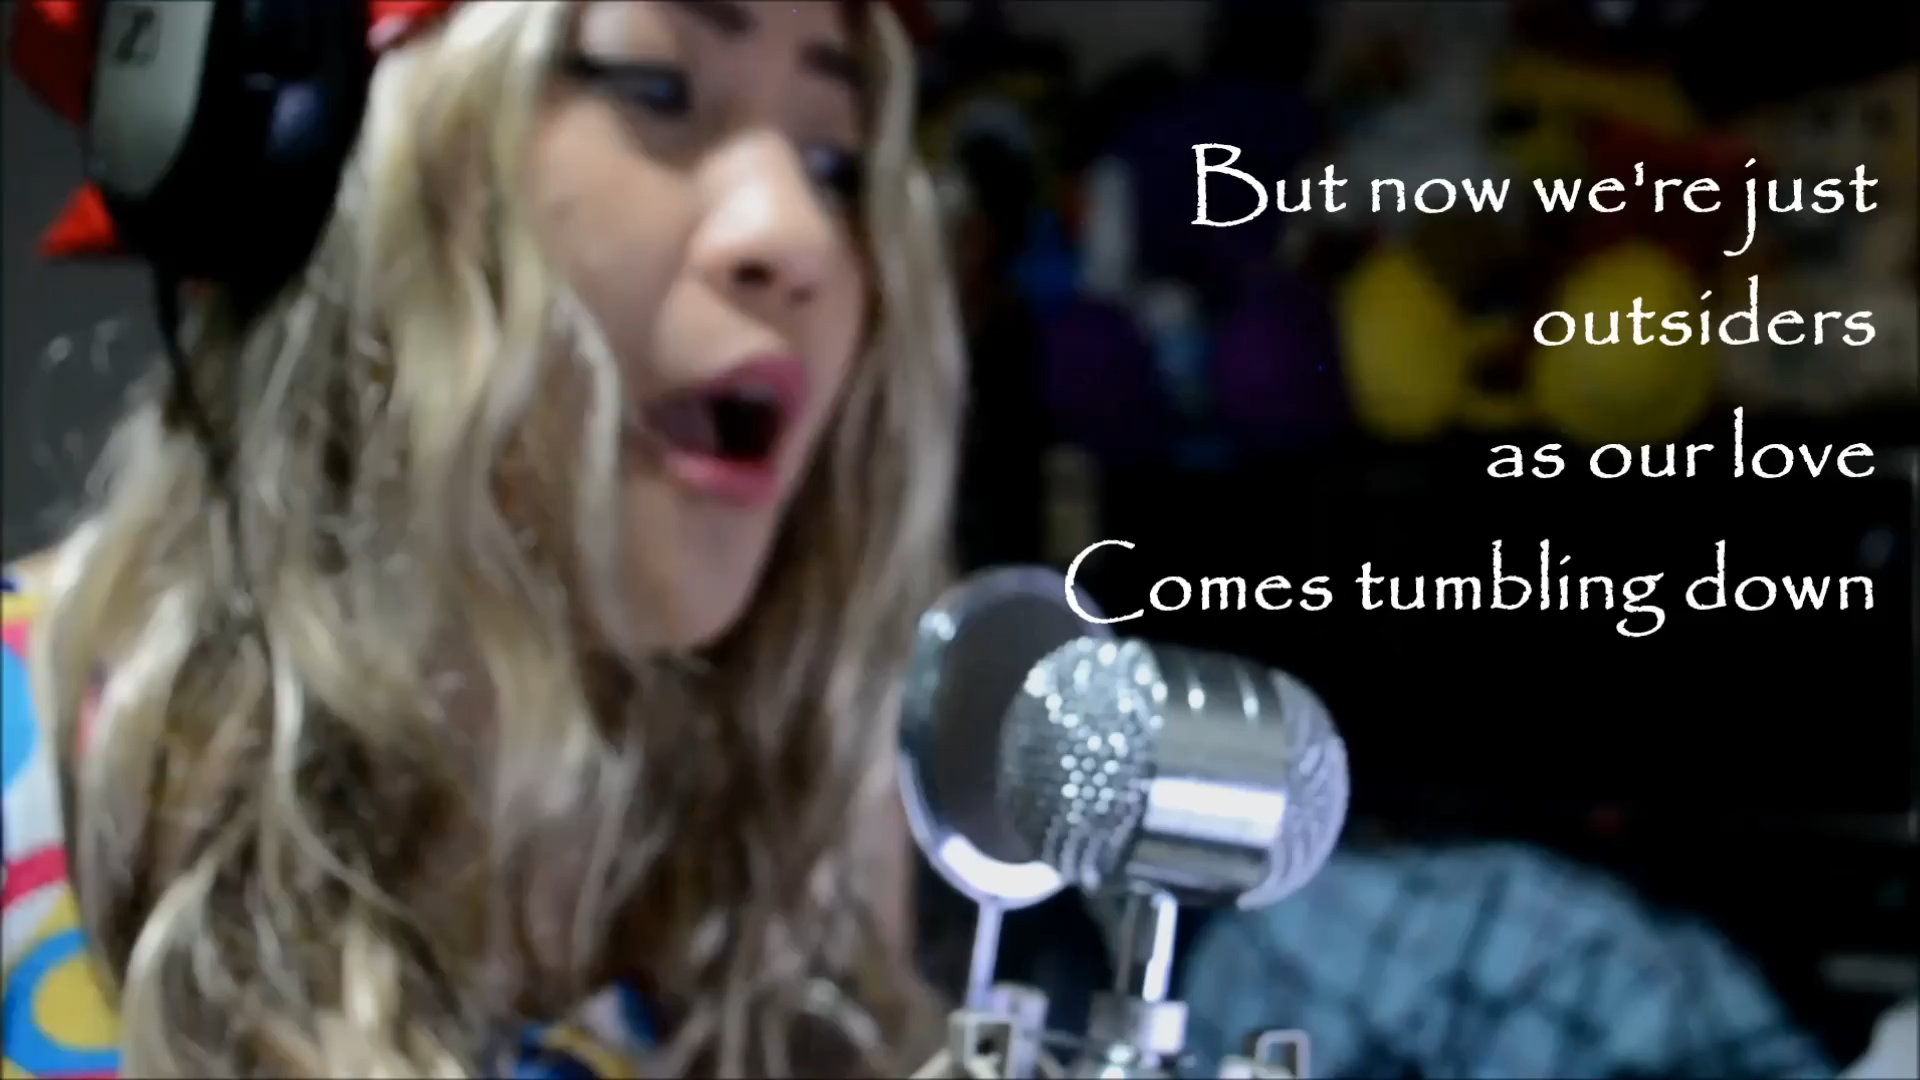 But now we're just
outsiders
as our love
Comes tumbling down